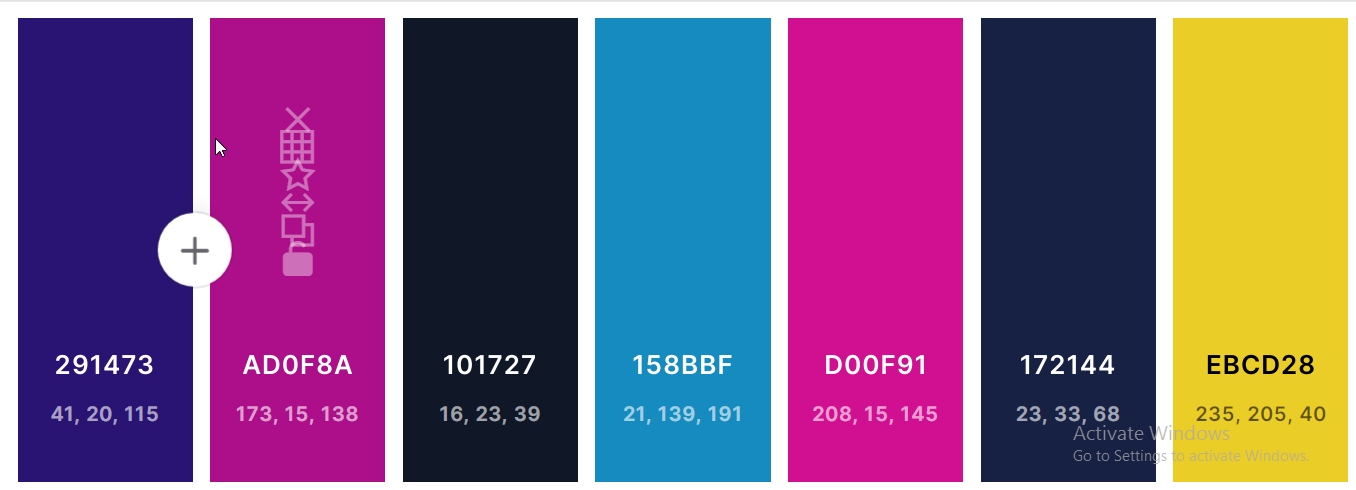 291473
AD0F8A
101727
158BBF
D00F91
172144
EBCD28
41, 20, 115
173, 15, 138
16, 23, 39
21, 139, 191
208, 15, 145
23, 33, 68
235, 205, 40
Activate Windows
Go to Settings to activate Windows.